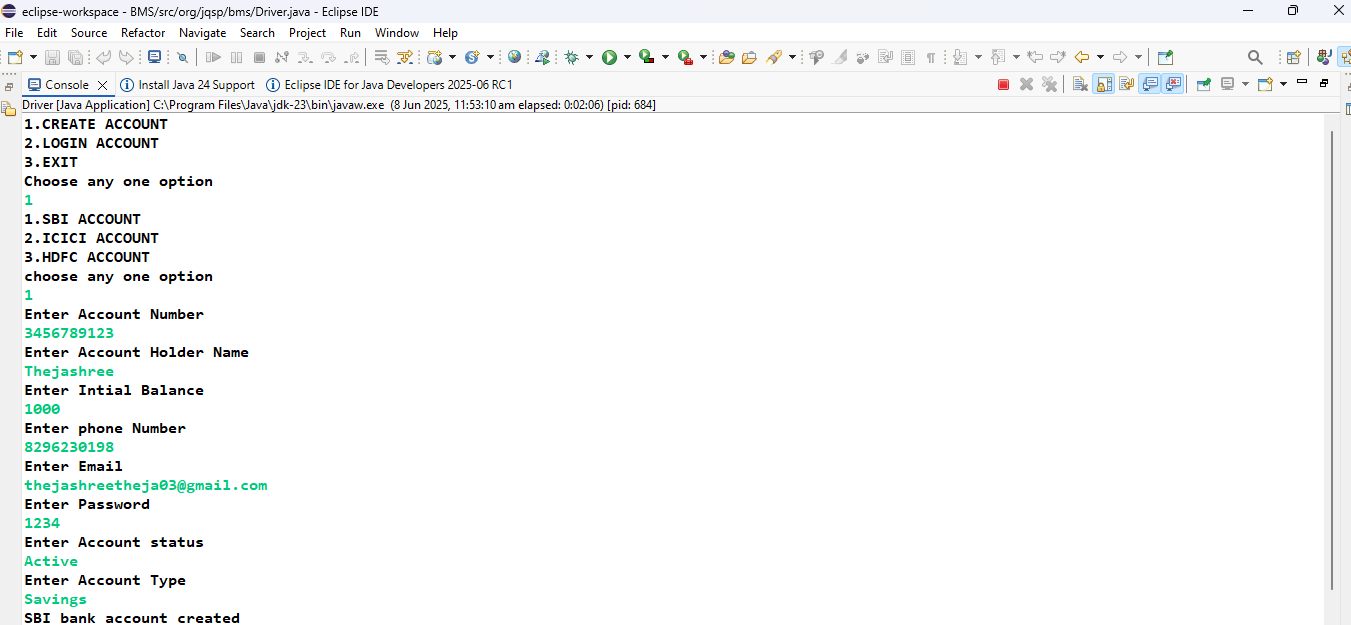 eclipse-workspace - BMS/src/org/jqsp/bms/Driver.java - Eclipse IDE
File Edit Source Refactor Navigate Search Project Run Window Help
Console Install Java 24 Support Eclipse IDE for Java Developers 2025-06 RC1
Driver [Java Application] C:\Program Files\Java\jdk-23\bin\javaw.exe (8 Jun 2025, 11:53:10 am elapsed: 0:02:06) [pid: 684]
1.CREATE ACCOUNT
2.LOGIN ACCOUNT
3.EXIT
Choose any one option
1
1.SBI ACCOUNT
2.ICICI ACCOUNT
3.HDFC ACCOUNT
choose any one option
1
Enter Account Number
3456789123
Enter Account Holder Name
Thejashree
Enter Intial Balance
1000
Enter phone Number
8296230198
Enter Email
thejashreetheja03@gmail.com
Enter Password
1234
Enter Account status
Active
Enter Account Type
Savings
SBI bank account created